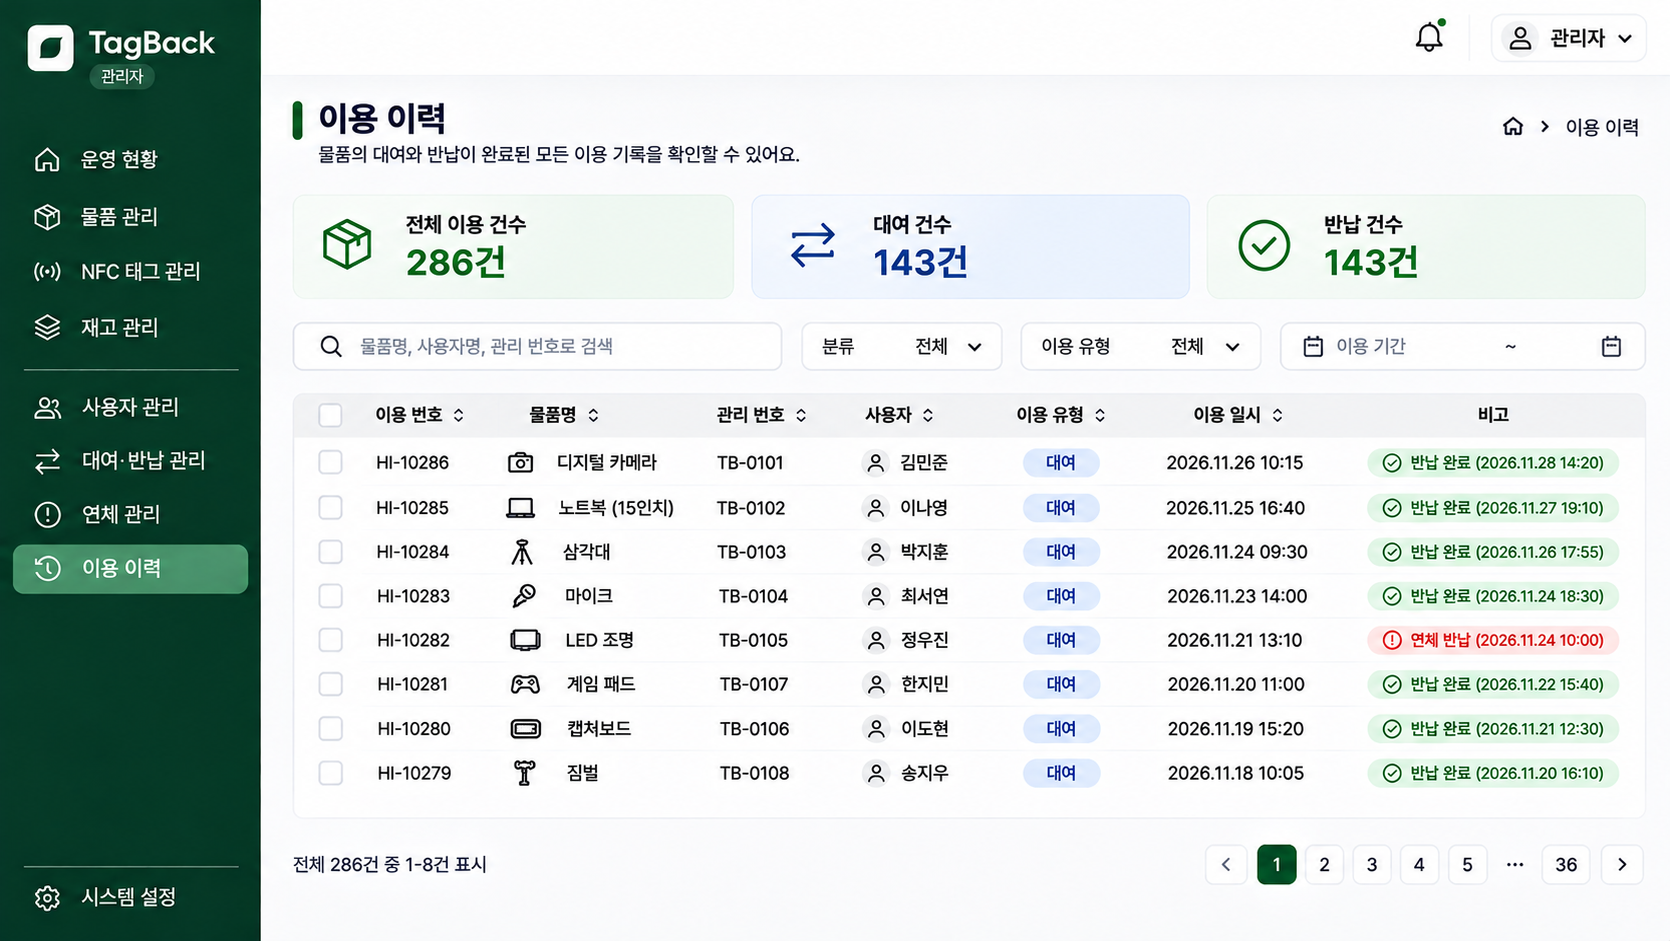 TagBack
관리자
운영 현황
물품 관리
NFC 태그 관리
재고 관리
사용자 관리
대여·반납 관리
연체 관리
이용 이력
시스템 설정
관리자
이용 이력
물품의 대여와 반납이 완료된 모든 이용 기록을 확인할 수 있어요.
이용 이력
전체 이용 건수
286건
대여 건수
143건
반납 건수
143건
물품명, 사용자명, 관리 번호로 검색
분류 전체
이용 유형 전체
이용 기간 ~
이용 번호 물품명 관리 번호 사용자 이용 유형 이용 일시 비고
HI-10286 디지털 카메라 TB-0101 김민준 대여 2026.11.26 10:15 반납 완료 (2026.11.28 14:20)
HI-10285 노트북 (15인치) TB-0102 이나영 대여 2026.11.25 16:40 반납 완료 (2026.11.27 19:10)
HI-10284 삼각대 TB-0103 박지훈 대여 2026.11.24 09:30 반납 완료 (2026.11.26 17:55)
HI-10283 마이크 TB-0104 최서연 대여 2026.11.23 14:00 반납 완료 (2026.11.24 18:30)
HI-10282 LED 조명 TB-0105 정우진 대여 2026.11.21 13:10 연체 반납 (2026.11.24 10:00)
HI-10281 게임 패드 TB-0107 한지민 대여 2026.11.20 11:00 반납 완료 (2026.11.22 15:40)
HI-10280 캡처보드 TB-0106 이도현 대여 2026.11.19 15:20 반납 완료 (2026.11.21 12:30)
HI-10279 짐벌 TB-0108 송지우 대여 2026.11.18 10:05 반납 완료 (2026.11.20 16:10)
전체 286건 중 1-8건 표시
1 2 3 4 5 ··· 36